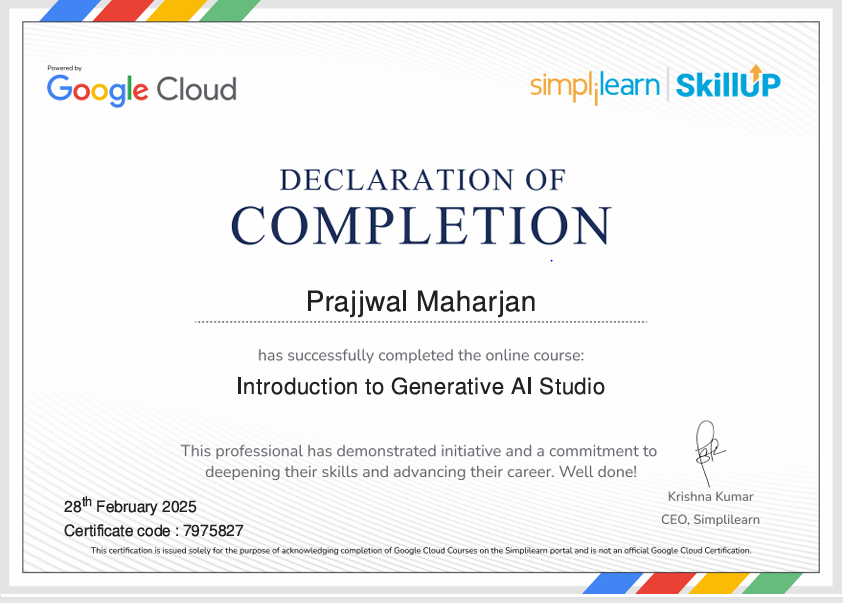 Powered by
Google Cloud
simplilearn | SkillUP
DECLARATION OF
COMPLETION
Prajjwal Maharjan
has successfully completed the online course:
Introduction to Generative AI Studio
This professional has demonstrated initiative and a commitment to
deepening their skills and advancing their career. Well done!
Krishna Kumar
CEO, Simplilearn
28th February 2025
Certificate code : 7975827
This certification is issued solely for the purpose of acknowledging completion of Google Cloud Courses on the Simplilearn portal and is not an official Google Cloud Certification.